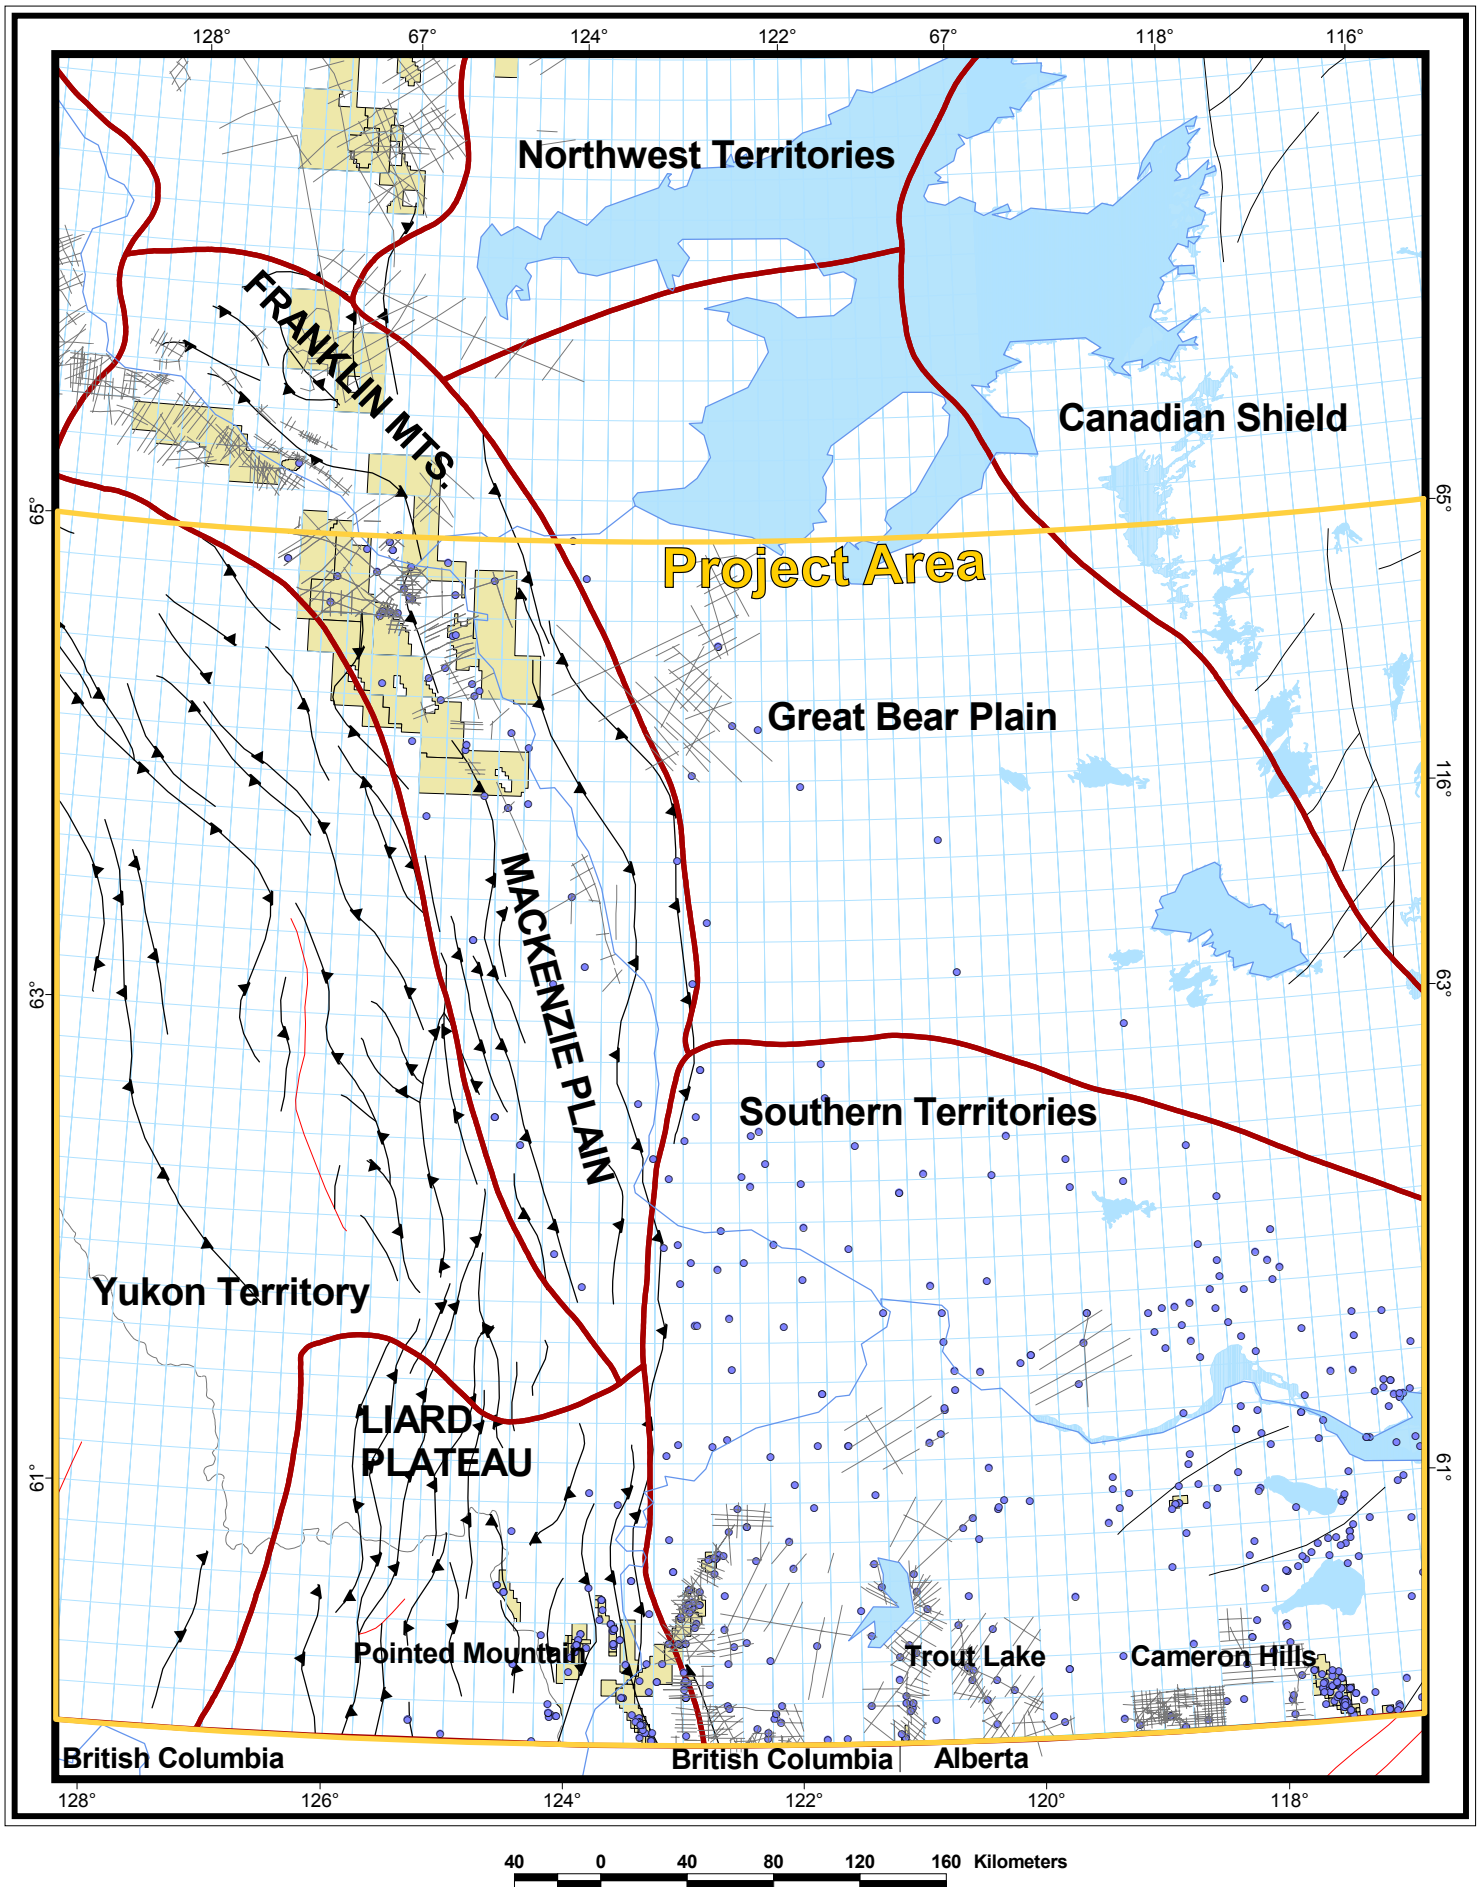 128° 67° 124° 122° 67° 118° 116°
Northwest Territories
FRANKLIN MTS.
Canadian Shield
65° 65°
Project Area
Great Bear Plain
116°
MACKENZIE PLAIN
63° 63°
Southern Territories
Yukon Territory
LIARD
PLATEAU
61° 61°
Pointed Mountain Trout Lake Cameron Hills
British Columbia British Columbia Alberta
128° 126° 124° 122° 120° 118°
40 0 40 80 120 160 Kilometers